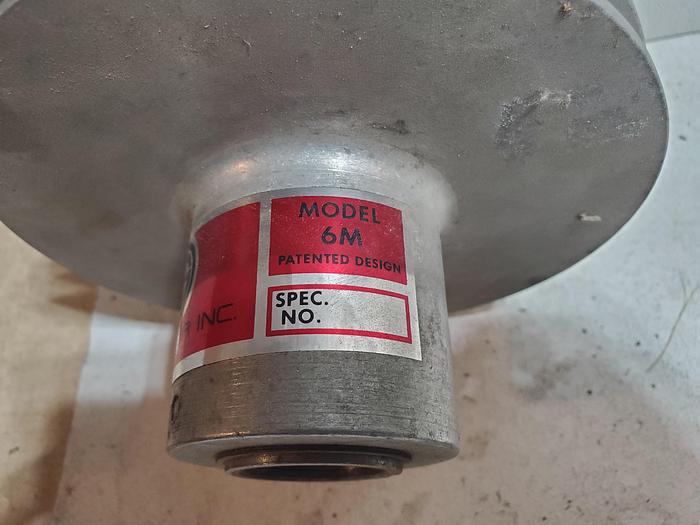 INC.
MODEL
6M
PATENTED DESIGN
SPEC.
NO.